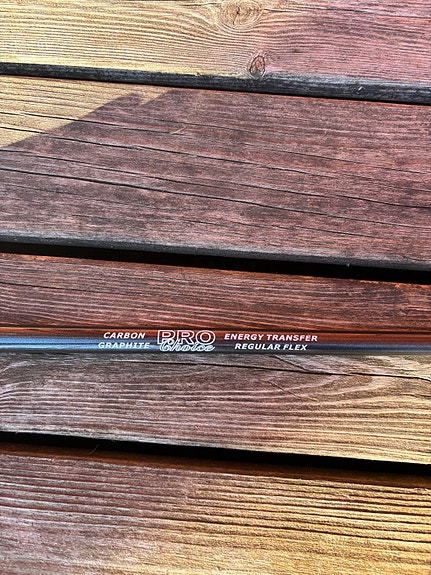 CARBON GRAPHITE
PRO Choice
ENERGY TRANSFER
REGULAR FLEX